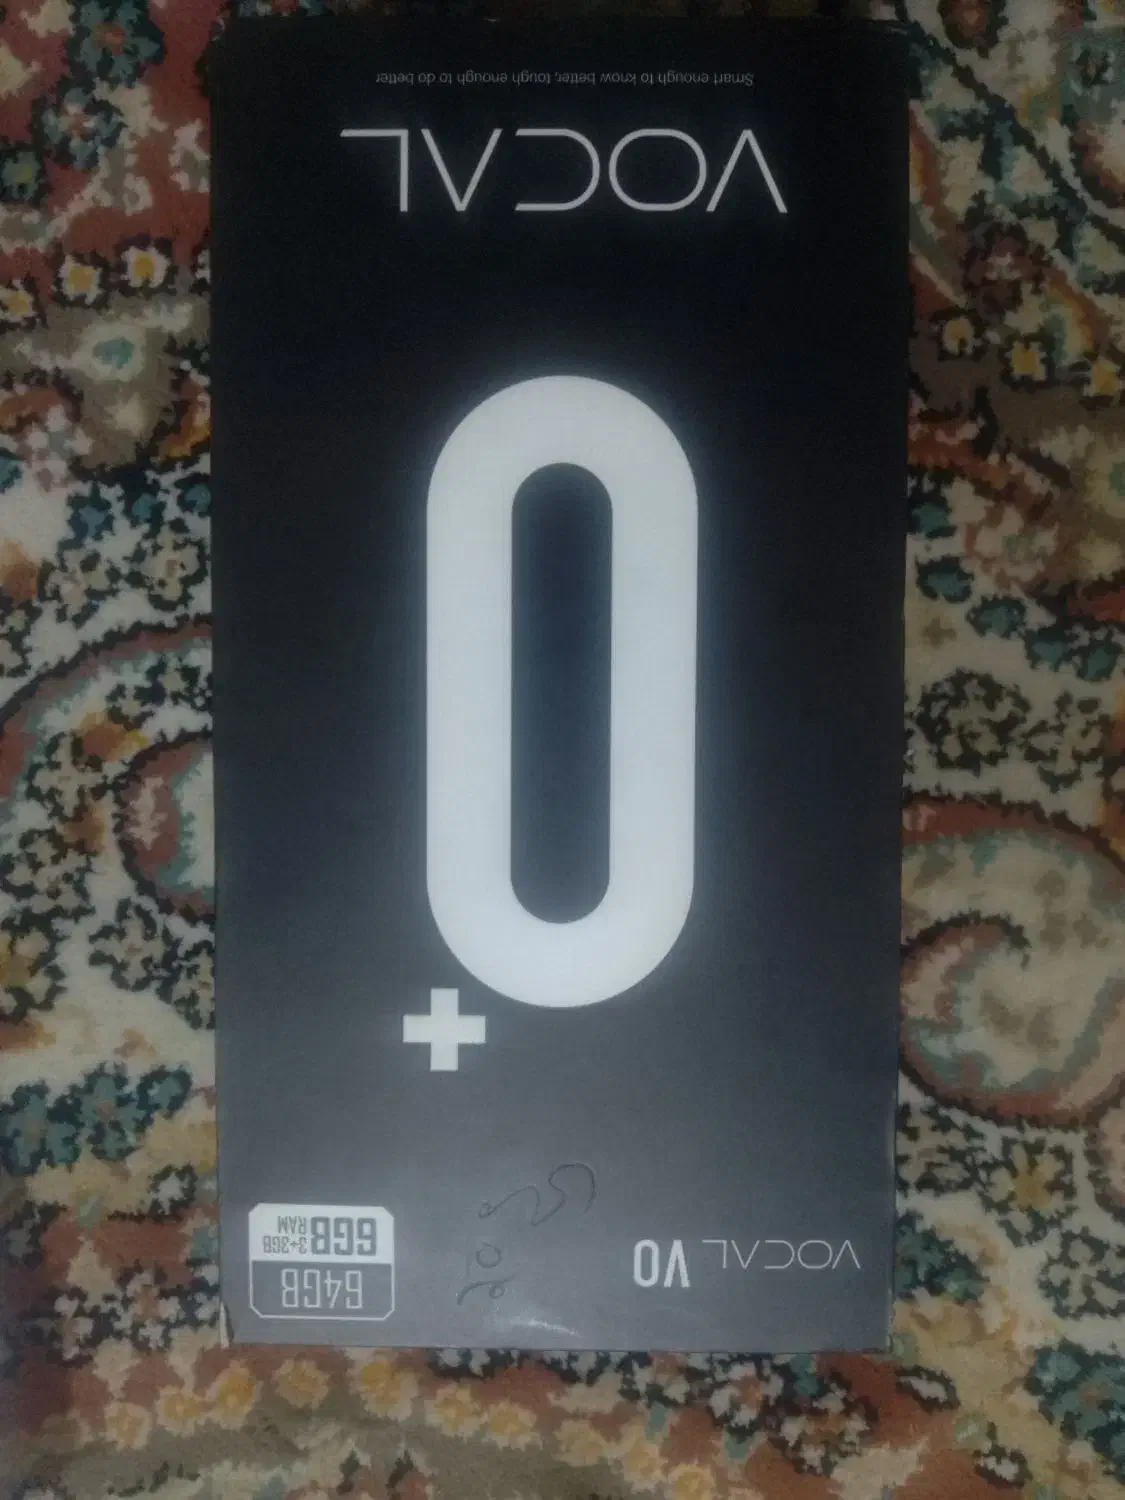 VOCAL V0
64GB
6GB 3+3GB
RAM
0+
VOCAL
Smart enough to know better, tough enough to do better